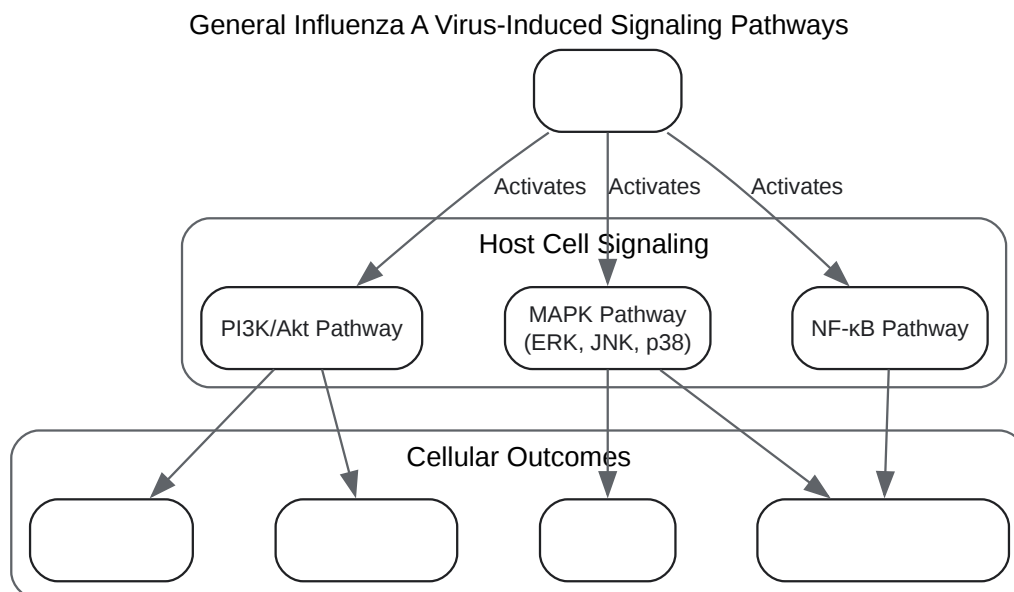 General Influenza A Virus-Induced Signaling Pathways
Activates
Activates
Activates
Host Cell Signaling
PI3K/Akt Pathway
MAPK Pathway
(ERK, JNK, p38)
NF-κB Pathway
Cellular Outcomes